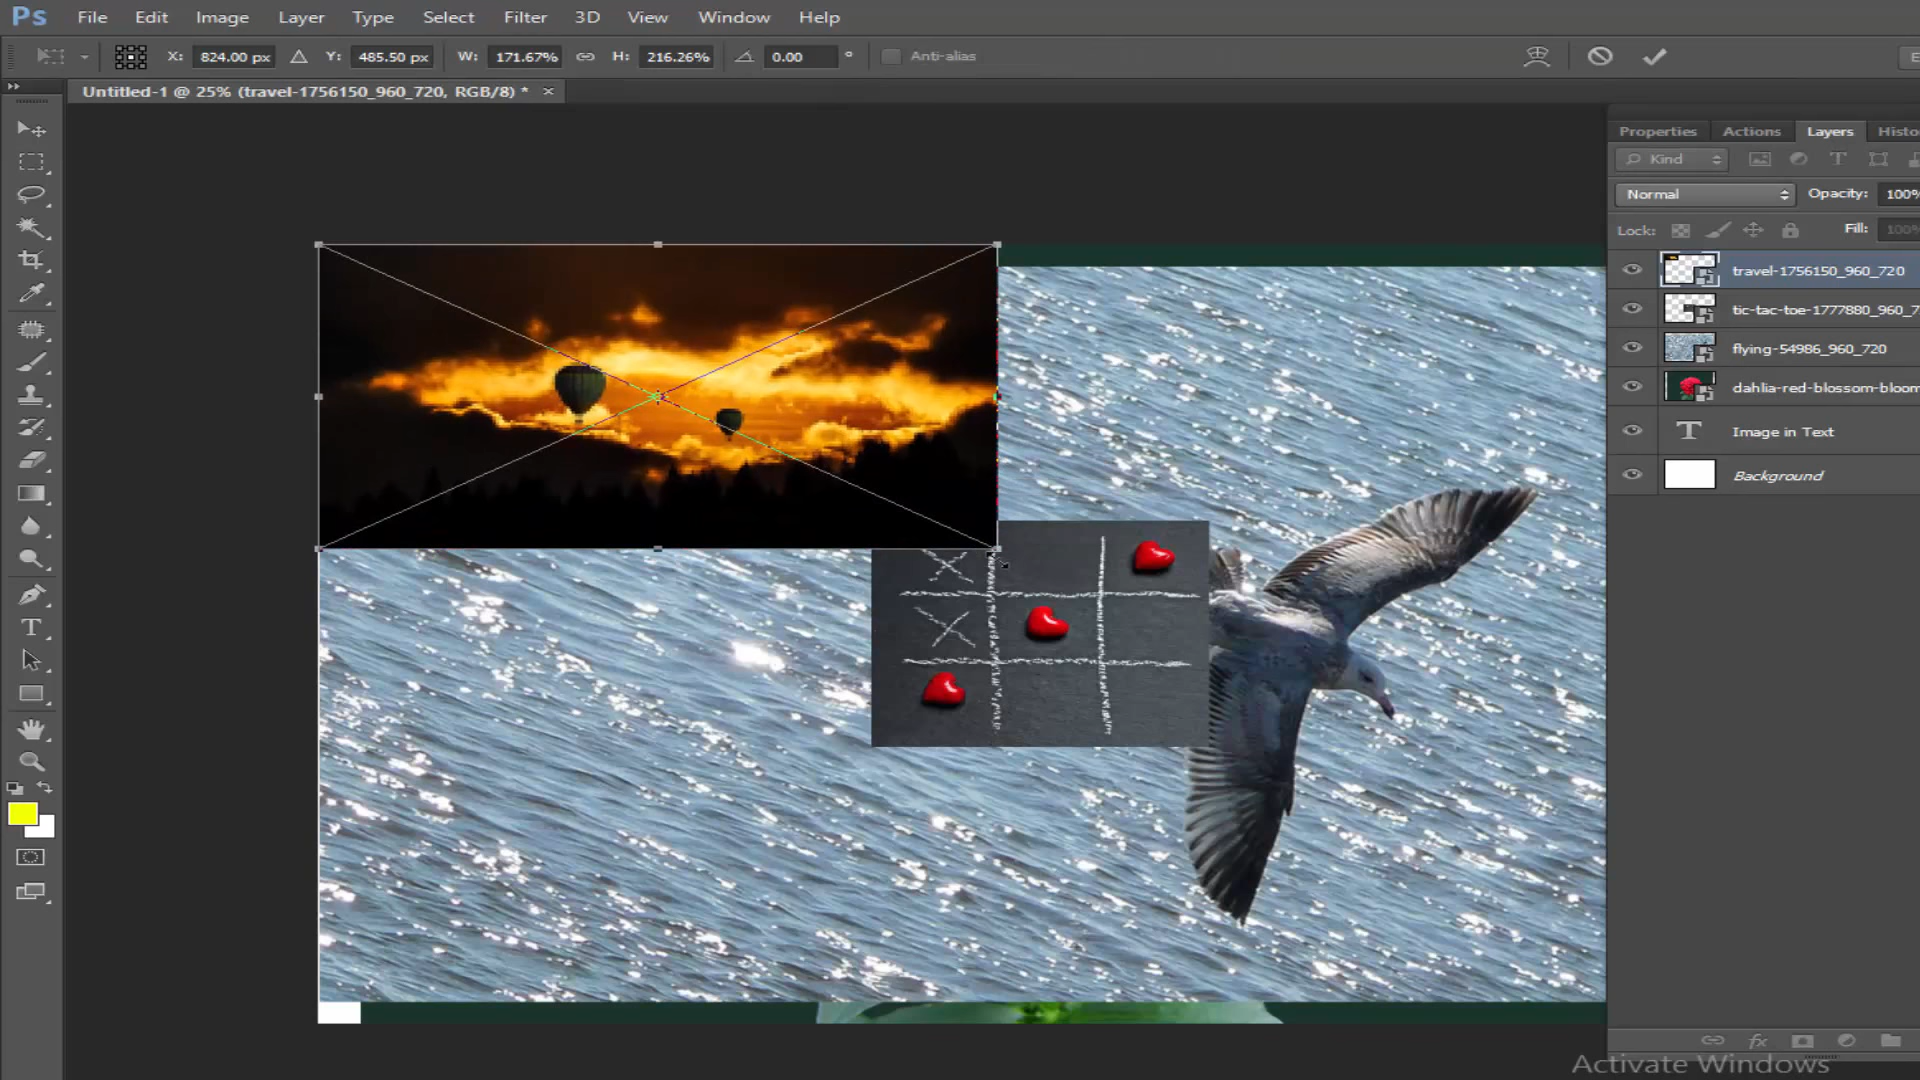 Ps File Edit Image Layer Type Select Filter 3D View Window Help
X: 824.00 px Y: 485.50 px W: 171.67% H: 216.26% 0.00 ° Anti-alias
Untitled-1 @ 25% (travel-1756150_960_720, RGB/8) * ×
Properties Actions Layers Histo
Kind
Normal Opacity: 100%
Lock: Fill: 100%
travel-1756150_960_720
tic-tac-toe-1777880_960_7
flying-54986_960_720
dahlia-red-blossom-bloom
T Image in Text
Background
fx
Activate Windows